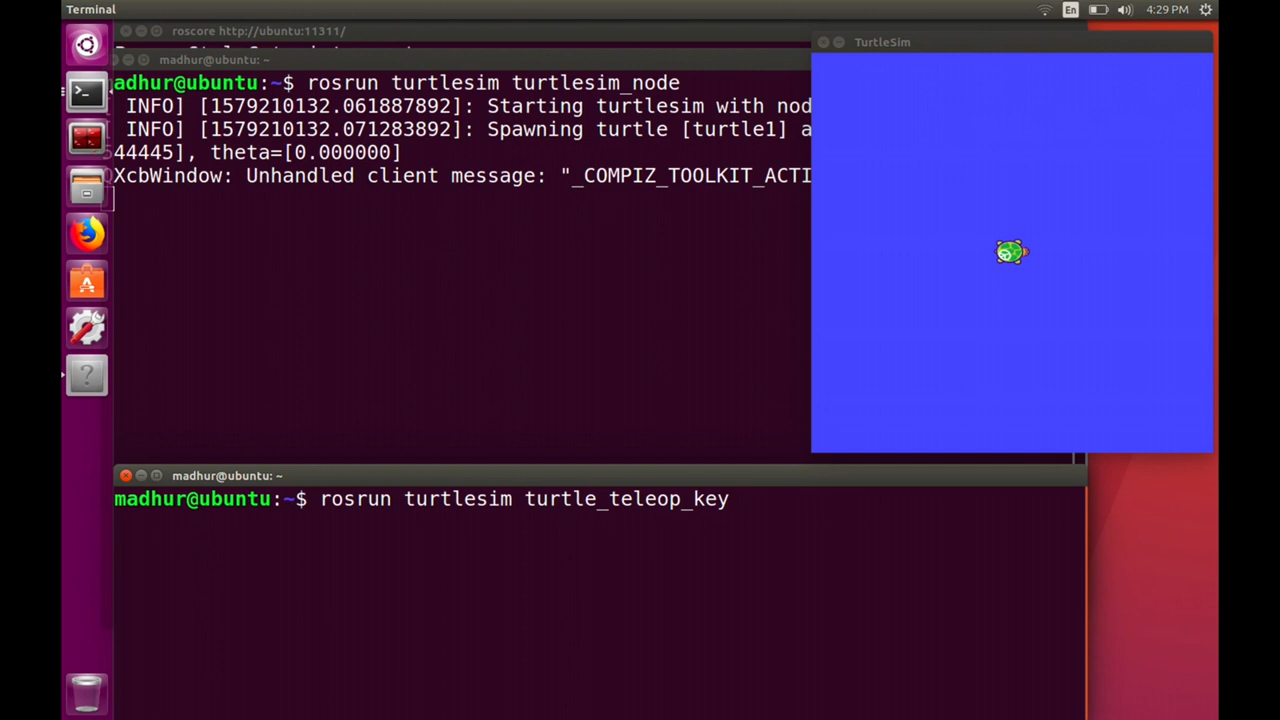 Terminal
En
4:29 PM
roscore http://ubuntu:11311/
madhur@ubuntu: ~
TurtleSim
adhur@ubuntu:~$ rosrun turtlesim turtlesim_node
INFO] [1579210132.061887892]: Starting turtlesim with nod
INFO] [1579210132.071283892]: Spawning turtle [turtle1] a
44445], theta=[0.000000]
XcbWindow: Unhandled client message: "_COMPIZ_TOOLKIT_ACTI
madhur@ubuntu: ~
madhur@ubuntu:~$ rosrun turtlesim turtle_teleop_key